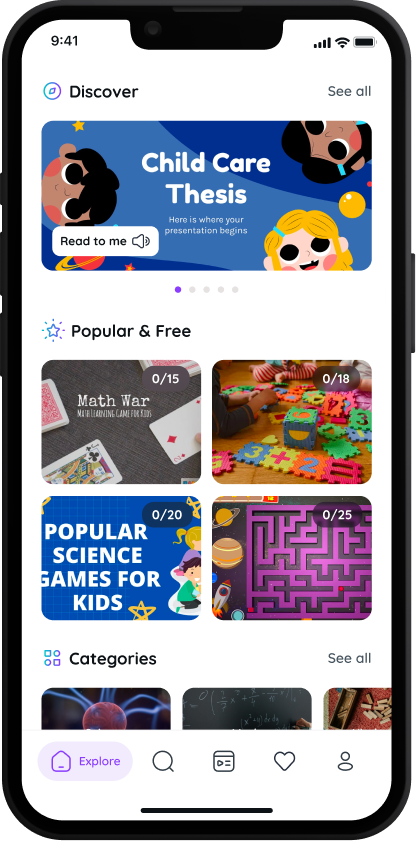 9:41
Discover
See all
Child Care
Thesis
Here is where your
presentation begins
Read to me
Popular & Free
0/15
Math War
Math Learning Game for Kids
0/18
3+2
0/20
POPULAR
SCIENCE
GAMES FOR
KIDS
0/25
Categories
See all
Explore